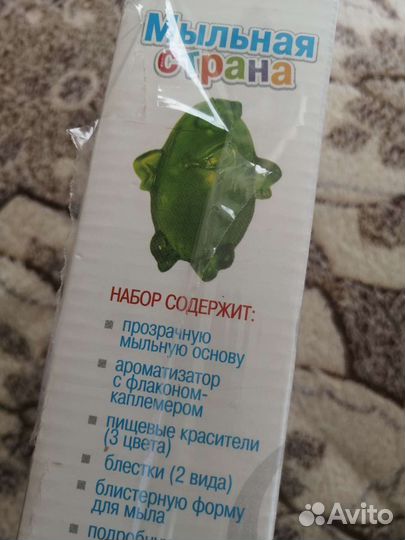 Мыльная
страна
НАБОР СОДЕРЖИТ:
прозрачную
мыльную основу
ароматизатор
с флаконом-
каплемером
пищевые красители
(3 цвета)
блестки (2 вида)
блистерную форму
для мыла
Avito